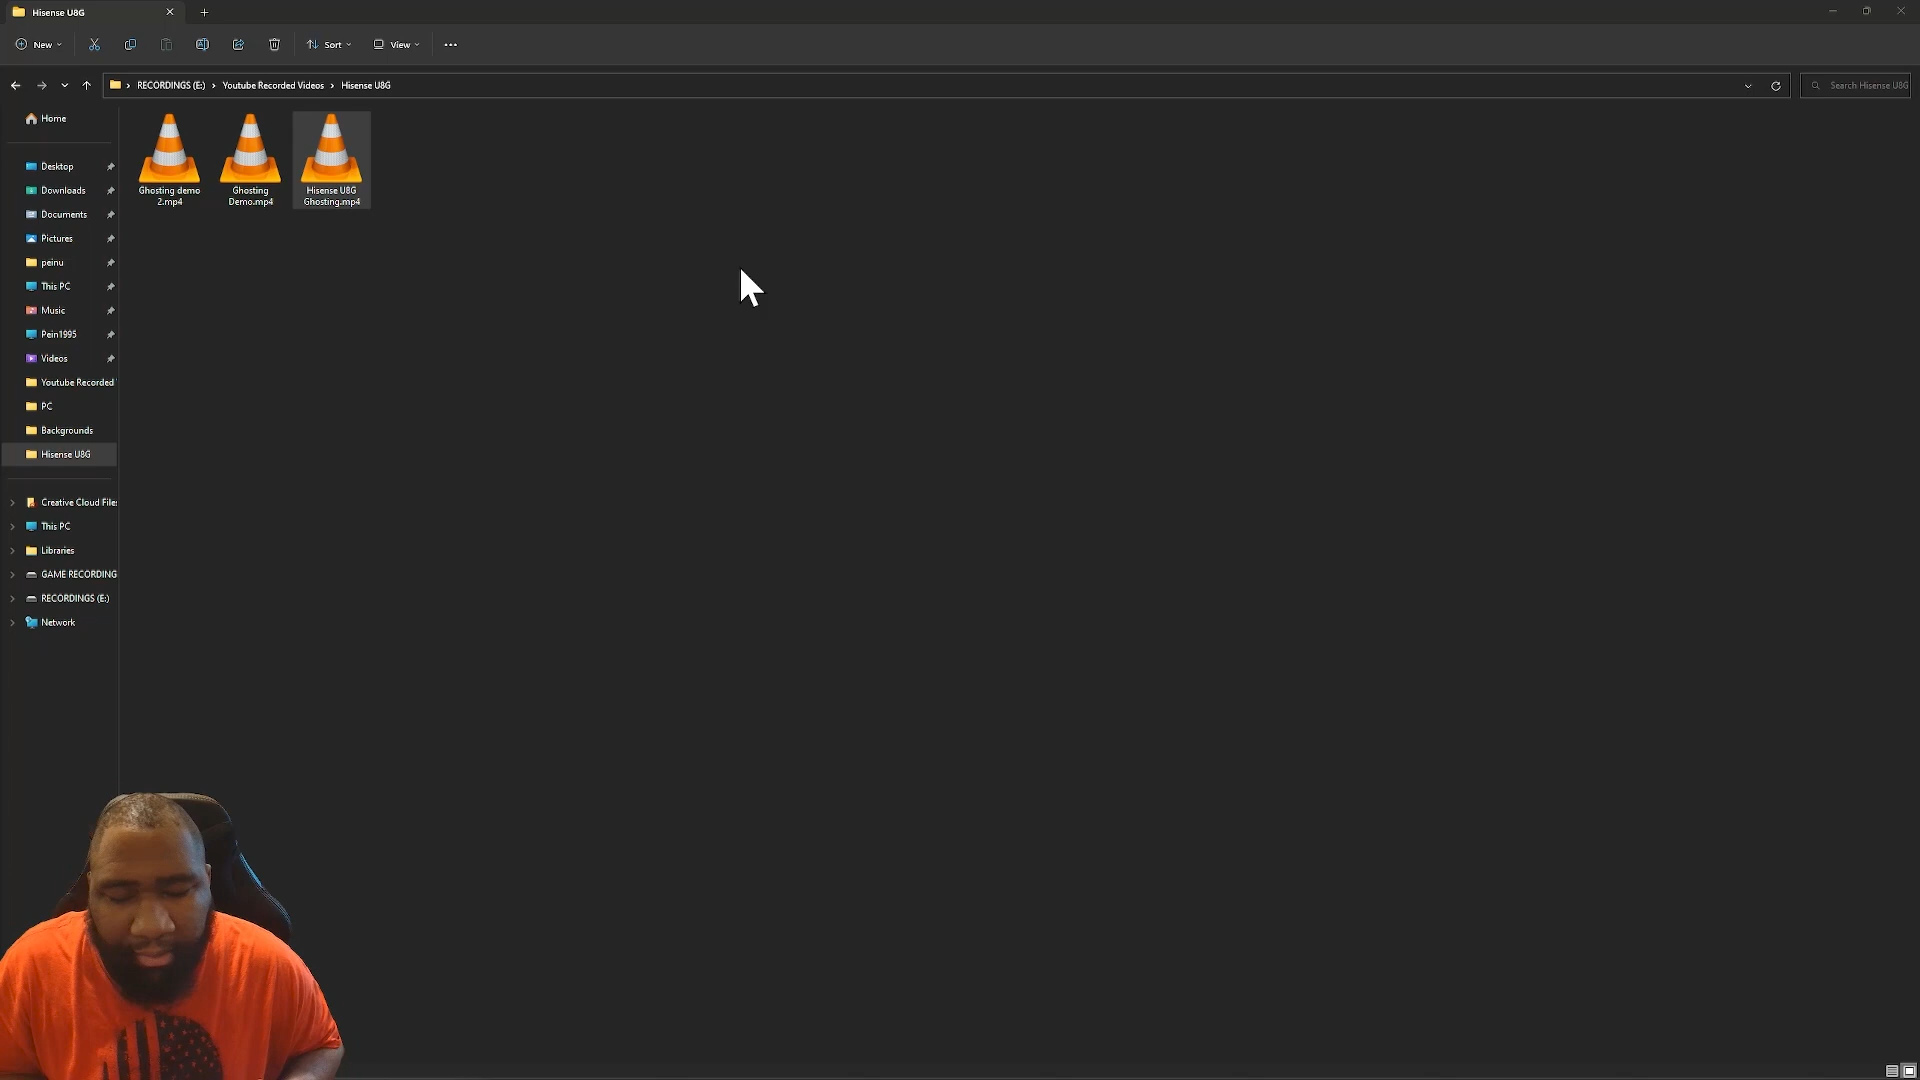 Hisense U8G
New
Sort
View
RECORDINGS (E:) > Youtube Recorded Videos > Hisense U8G
Search Hisense U8G
Home
Desktop
Downloads
Documents
Pictures
peinu
This PC
Music
Pein1995
Videos
Youtube Recorded
PC
Backgrounds
Hisense U8G
Creative Cloud Files
This PC
Libraries
GAME RECORDING
RECORDINGS (E:)
Network
Ghosting demo
2.mp4
Ghosting
Demo.mp4
Hisense U8G
Ghosting.mp4